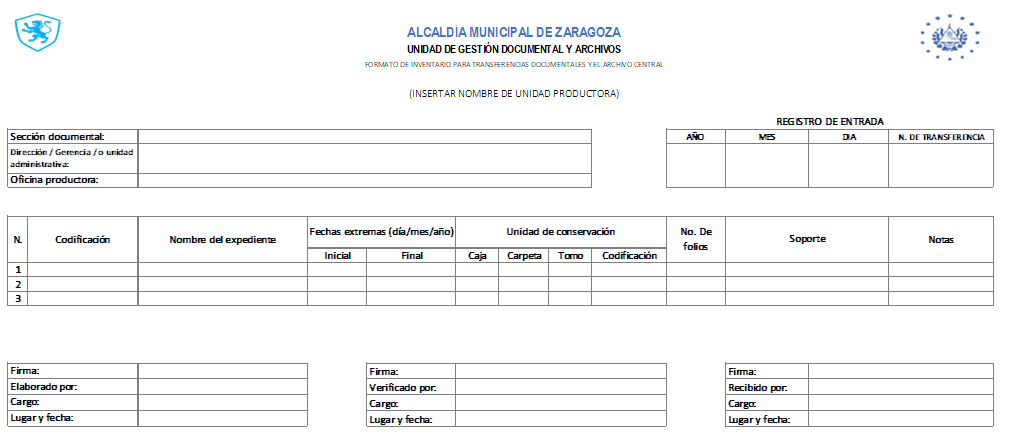 ALCALDÍA MUNICIPAL DE ZARAGOZA
UNIDAD DE GESTIÓN DOCUMENTAL Y ARCHIVOS
FORMATO DE INVENTARIO PARA TRANSFERENCIAS DOCUMENTALES Y EL ARCHIVO CENTRAL
(INSERTAR NOMBRE DE UNIDAD PRODUCTORA)
REGISTRO DE ENTRADA
Sección documental:
AÑO MES DIA N. DE TRANSFERENCIA
Dirección / Gerencia / o unidad
administrativa:
Oficina productora:
N. Codificación Nombre del expediente Fechas extremas (día/mes/año) Unidad de conservación No. De folios Soporte Notas
Inicial Final Caja Carpeta Tomo Codificación
1
2
3
Firma: Firma: Firma:
Elaborado por: Verificado por: Recibido por:
Cargo: Cargo: Cargo:
Lugar y fecha: Lugar y fecha: Lugar y fecha: